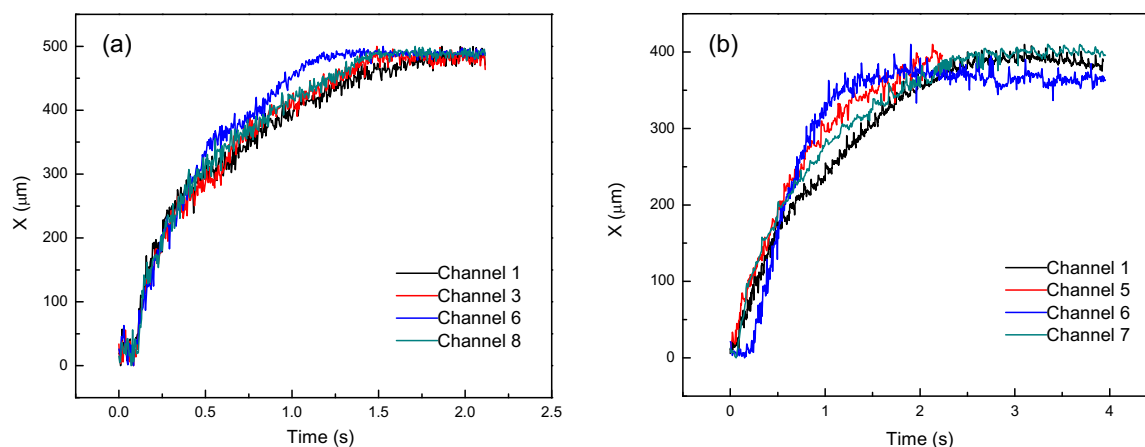 (a)
X (μm)
500
400
300
200
100
0
0.0 0.5 1.0 1.5 2.0 2.5
Time (s)
Channel 1
Channel 3
Channel 6
Channel 8
(b)
X (μm)
400
300
200
100
0
0 1 2 3 4
Time (s)
Channel 1
Channel 5
Channel 6
Channel 7